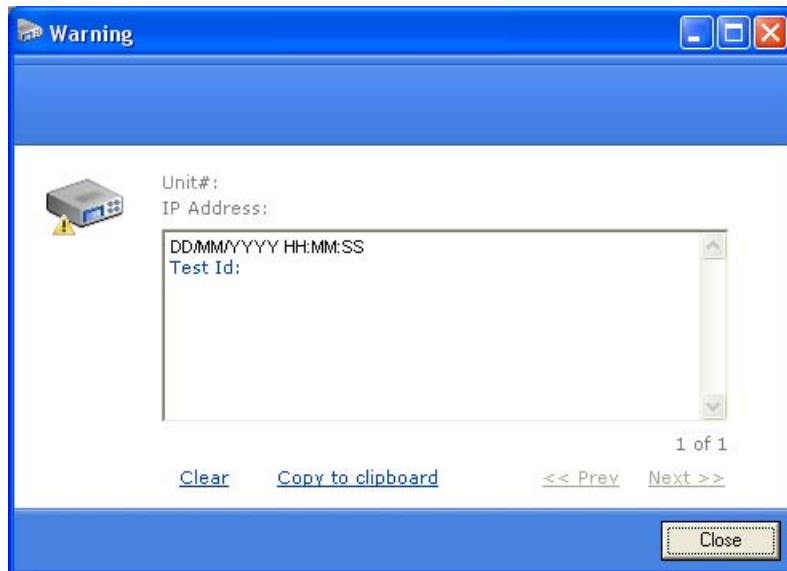 Warning
Unit#:
IP Address:
DD/MM/YYYY HH:MM:SS
Test Id:
1 of 1
Clear Copy to clipboard << Prev Next >>
Close